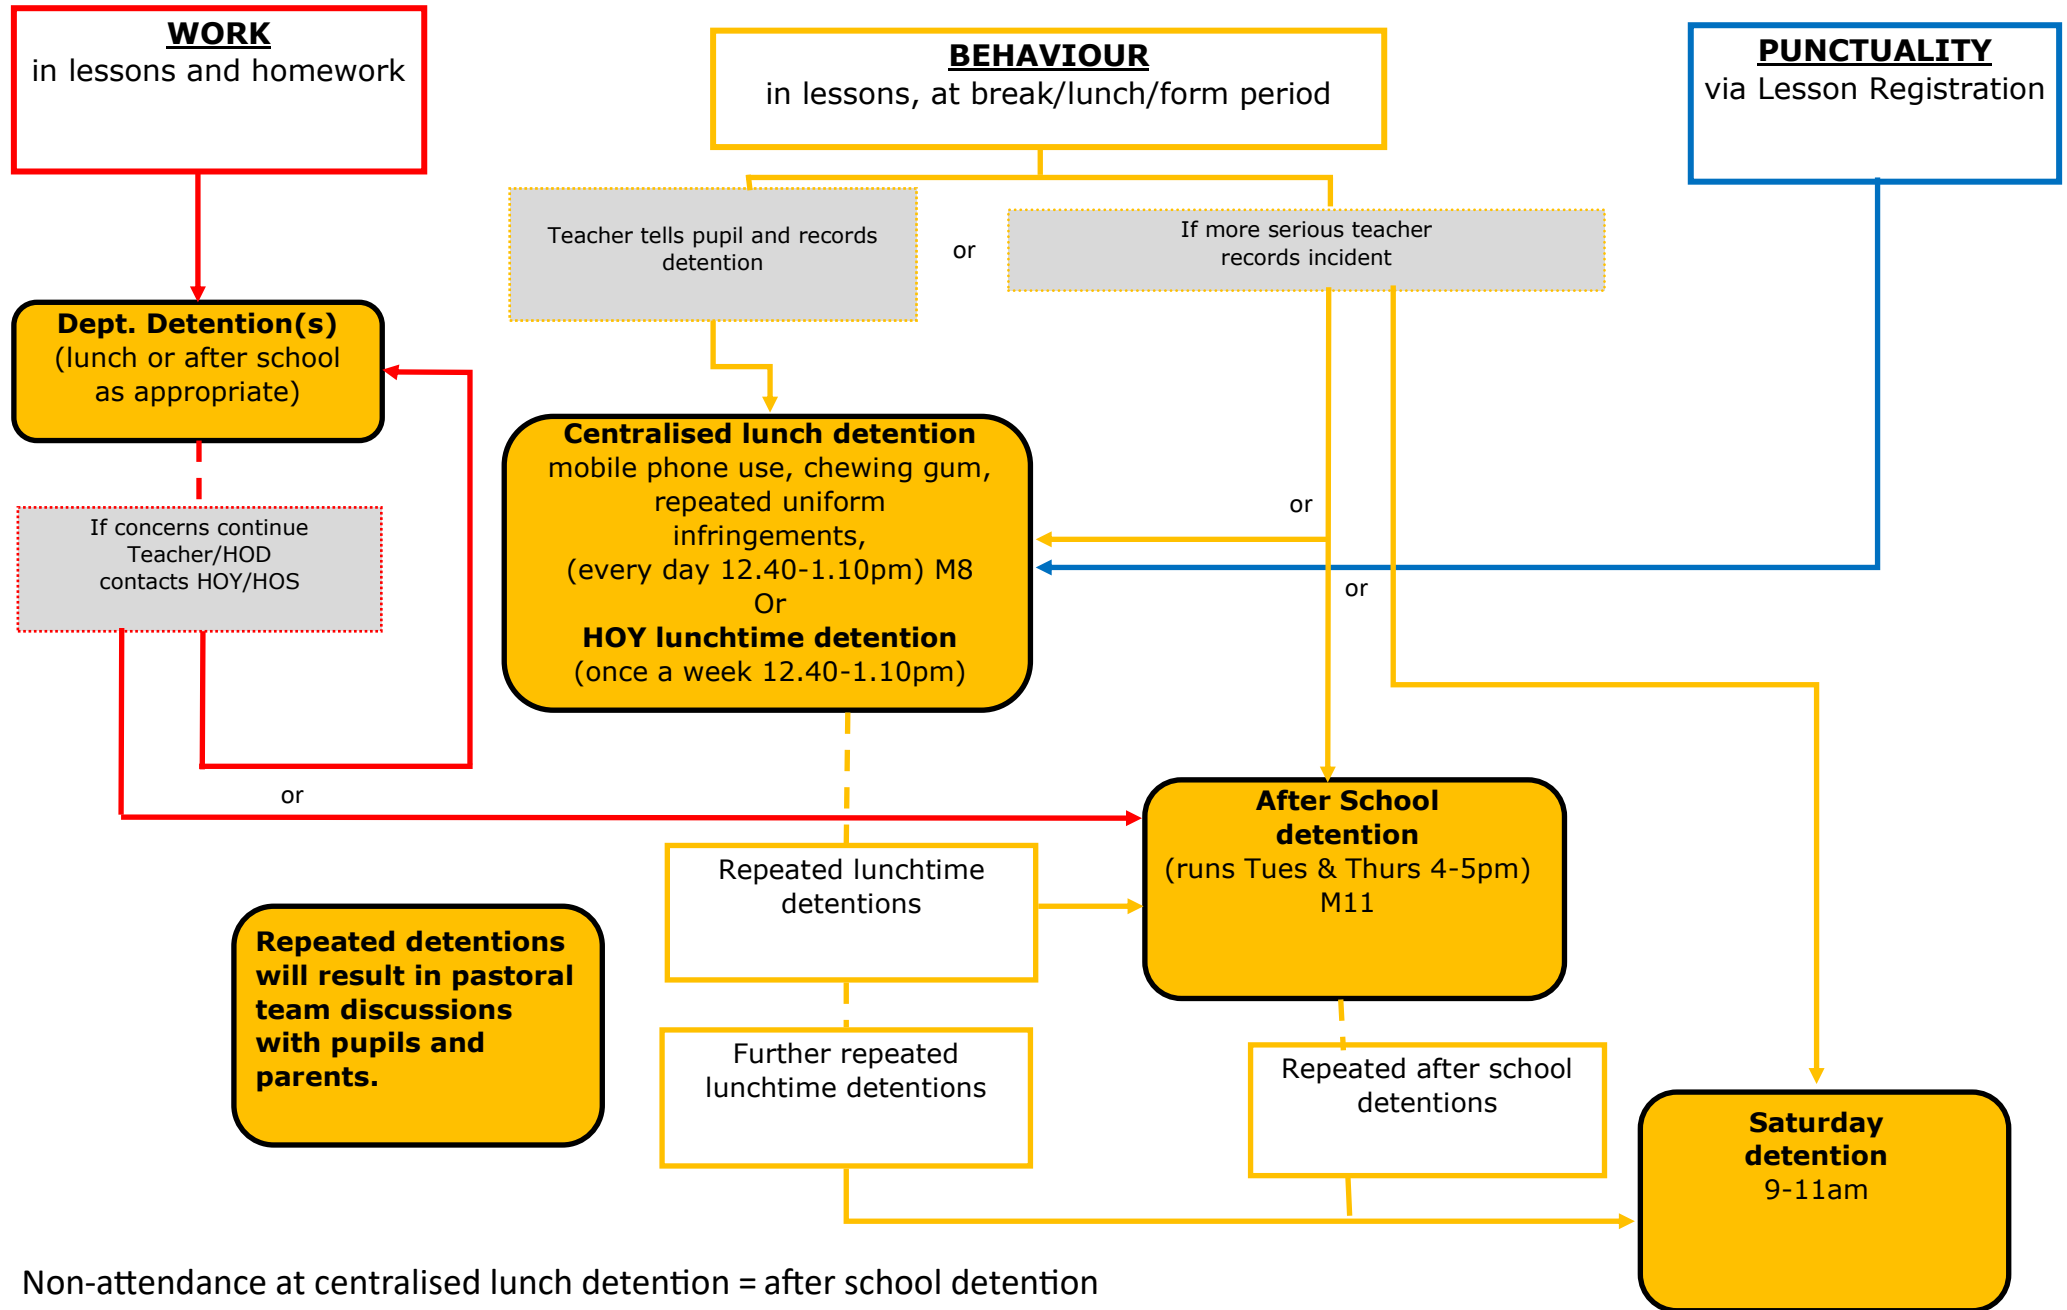 WORK
in lessons and homework
BEHAVIOUR
in lessons, at break/lunch/form period
PUNCTUALITY
via Lesson Registration
Teacher tells pupil and records
detention
or
If more serious teacher
records incident
Dept. Detention(s)
(lunch or after school
as appropriate)
Centralised lunch detention
mobile phone use, chewing gum,
repeated uniform
infringements,
(every day 12.40-1.10pm) M8
Or
HOY lunchtime detention
(once a week 12.40-1.10pm)
or
or
If concerns continue
Teacher/HOD
contacts HOY/HOS
or
After School
detention
(runs Tues & Thurs 4-5pm)
M11
Repeated lunchtime
detentions
Repeated detentions
will result in pastoral
team discussions
with pupils and
parents.
Further repeated
lunchtime detentions
Repeated after school
detentions
Saturday
detention
9-11am
Non-attendance at centralised lunch detention = after school detention